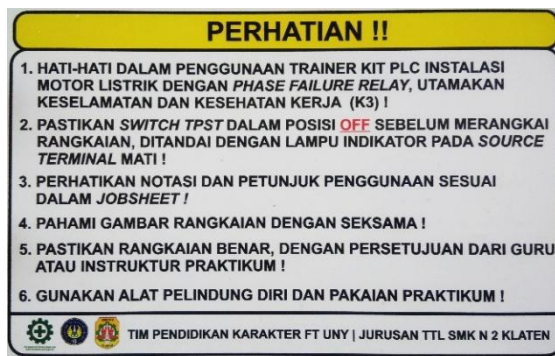 PERHATIAN !!
1. HATI-HATI DALAM PENGGUNAAN TRAINER KIT PLC INSTALASI
MOTOR LISTRIK DENGAN PHASE FAILURE RELAY, UTAMAKAN
KESELAMATAN DAN KESEHATAN KERJA (K3) !
2. PASTIKAN SWITCH TPST DALAM POSISI OFF SEBELUM MERANGKAI
RANGKAIAN, DITANDAI DENGAN LAMPU INDIKATOR PADA SOURCE
TERMINAL MATI !
3. PERHATIKAN NOTASI DAN PETUNJUK PENGGUNAAN SESUAI
DALAM JOBSHEET !
4. PAHAMI GAMBAR RANGKAIAN DENGAN SEKSAMA !
5. PASTIKAN RANGKAIAN BENAR, DENGAN PERSETUJUAN DARI GURU
ATAU INSTRUKTUR PRAKTIKUM !
6. GUNAKAN ALAT PELINDUNG DIRI DAN PAKAIAN PRAKTIKUM !
TIM PENDIDIKAN KARAKTER FT UNY | JURUSAN TTL SMK N 2 KLATEN